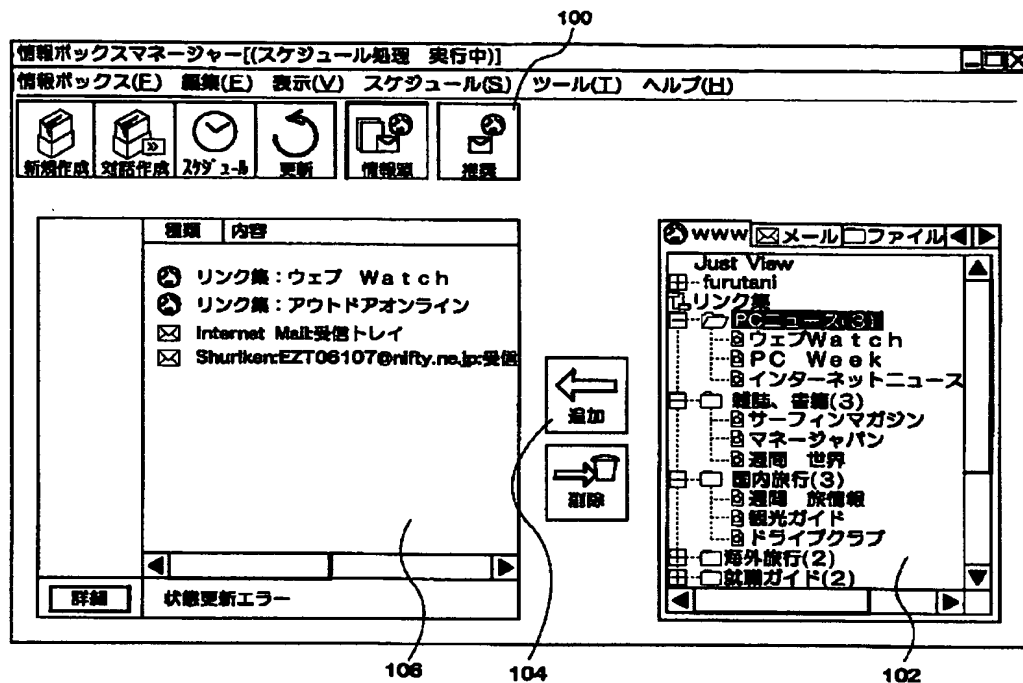 100
情報ボックスマネージャー[(スケジュール処理 実行中)]
情報ボックス(F) 編集(E) 表示(V) スケジュール(S) ツール(T) ヘルプ(H)
新規作成 対話作成 スケジュール 更新 情報源 推薦
種類 内容
リンク集:ウェブ Watch
リンク集:アウトドアオンライン
Internet Mail:受信トレイ
Shuriken:EZT06107@nifty.ne.jp:受信
詳細 状態更新エラー
追加
削除
WWW メール ファイル
Just View
furutani
リンク集
PCニュース(3)
ウェブWatch
PC Week
インターネットニュース
雑誌、書籍(3)
サーフィンマガジン
マネージャパン
週間 世界
国内旅行(3)
週間 旅情報
観光ガイド
ドライブクラブ
海外旅行(2)
就職ガイド(2)
106 104 102